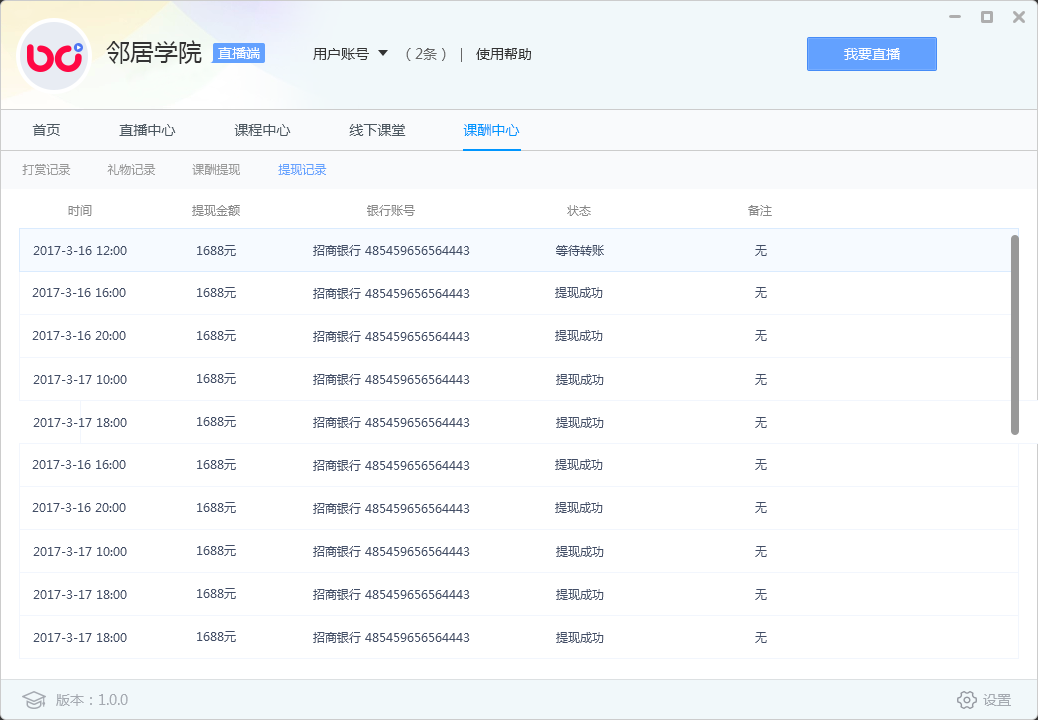 邻居学院 直播端 用户账号 （2条） | 使用帮助 我要直播
首页 直播中心 课程中心 线下课堂 课酬中心
打赏记录 礼物记录 课酬提现 提现记录
时间 提现金额 银行账号 状态 备注
2017-3-16 12:00 1688元 招商银行 485459656564443 等待转账 无
2017-3-16 16:00 1688元 招商银行 485459656564443 提现成功 无
2017-3-16 20:00 1688元 招商银行 485459656564443 提现成功 无
2017-3-17 10:00 1688元 招商银行 485459656564443 提现成功 无
2017-3-17 18:00 1688元 招商银行 485459656564443 提现成功 无
2017-3-16 16:00 1688元 招商银行 485459656564443 提现成功 无
2017-3-16 20:00 1688元 招商银行 485459656564443 提现成功 无
2017-3-17 10:00 1688元 招商银行 485459656564443 提现成功 无
2017-3-17 18:00 1688元 招商银行 485459656564443 提现成功 无
2017-3-17 18:00 1688元 招商银行 485459656564443 提现成功 无
版本：1.0.0 设置